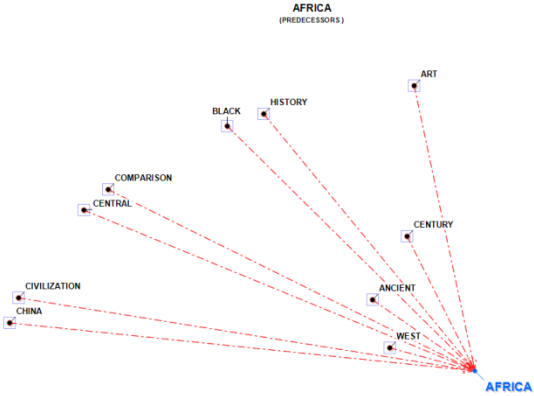 AFRICA
(PREDECESSORS )
ART
HISTORY
BLACK
COMPARISON
CENTRAL
CENTURY
CIVILIZATION
ANCIENT
CHINA
WEST
AFRICA